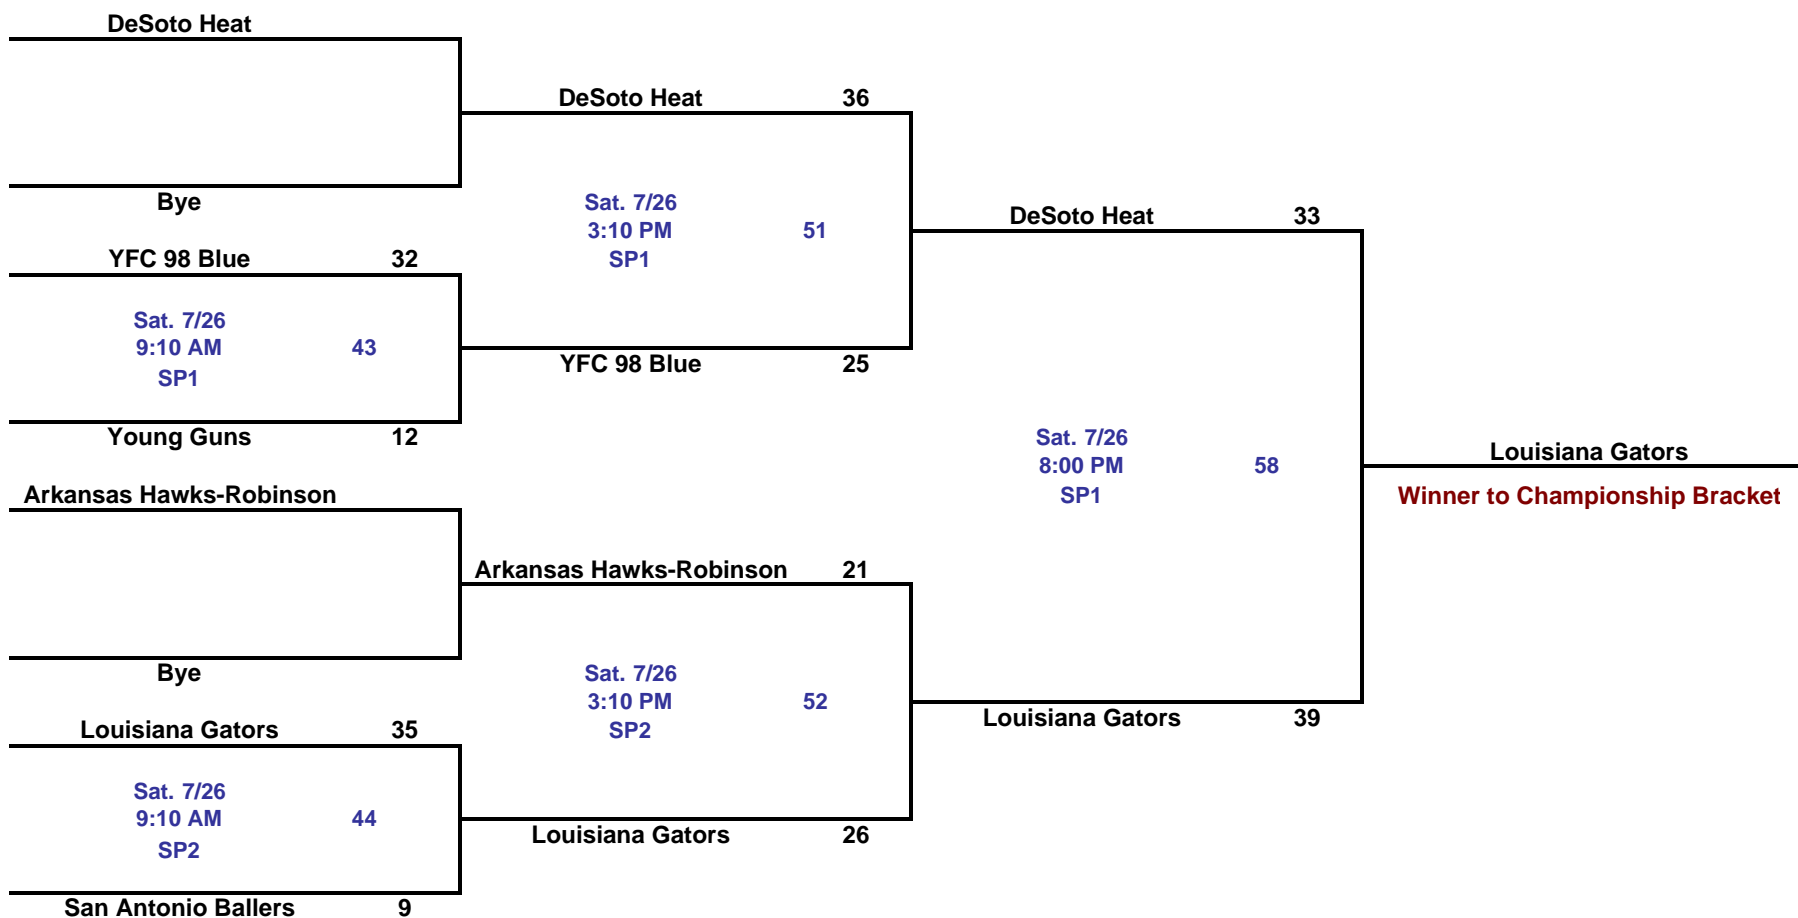 DeSoto Heat
DeSoto Heat 36
Bye
Sat. 7/26
3:10 PM 51
SP1
DeSoto Heat 33
YFC 98 Blue 32
Sat. 7/26
9:10 AM 43
SP1
YFC 98 Blue 25
Young Guns 12
Sat. 7/26
8:00 PM 58
SP1
Louisiana Gators
Winner to Championship Bracket
Arkansas Hawks-Robinson
Arkansas Hawks-Robinson 21
Bye
Sat. 7/26
3:10 PM 52
SP2
Louisiana Gators 39
Louisiana Gators 35
Sat. 7/26
9:10 AM 44
SP2
Louisiana Gators 26
San Antonio Ballers 9